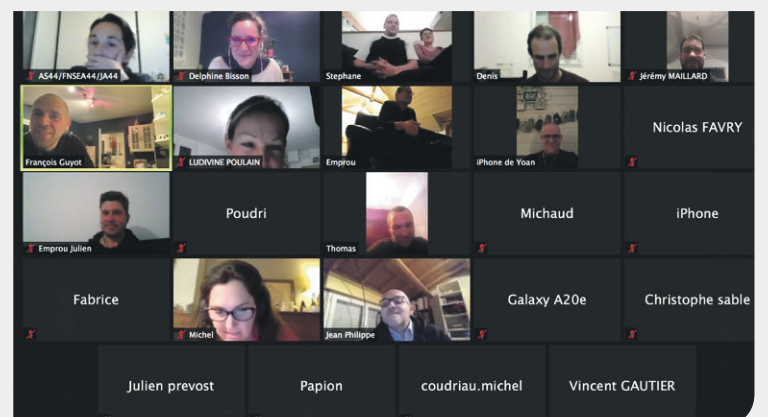 AS44/FNSEA44/JA44
Delphine Bisson
Stephane
Denis
Jérémy MAILLARD
François Guyot
LUDIVINE POULAIN
Emprou
iPhone de Yoan
Nicolas FAVRY
Emprou Julien
Poudri
Thomas
Michaud
iPhone
Fabrice
Michel
Jean Philippe
Galaxy A20e
Christophe sable
Julien prevost
Papion
coudriau.michel
Vincent GAUTIER